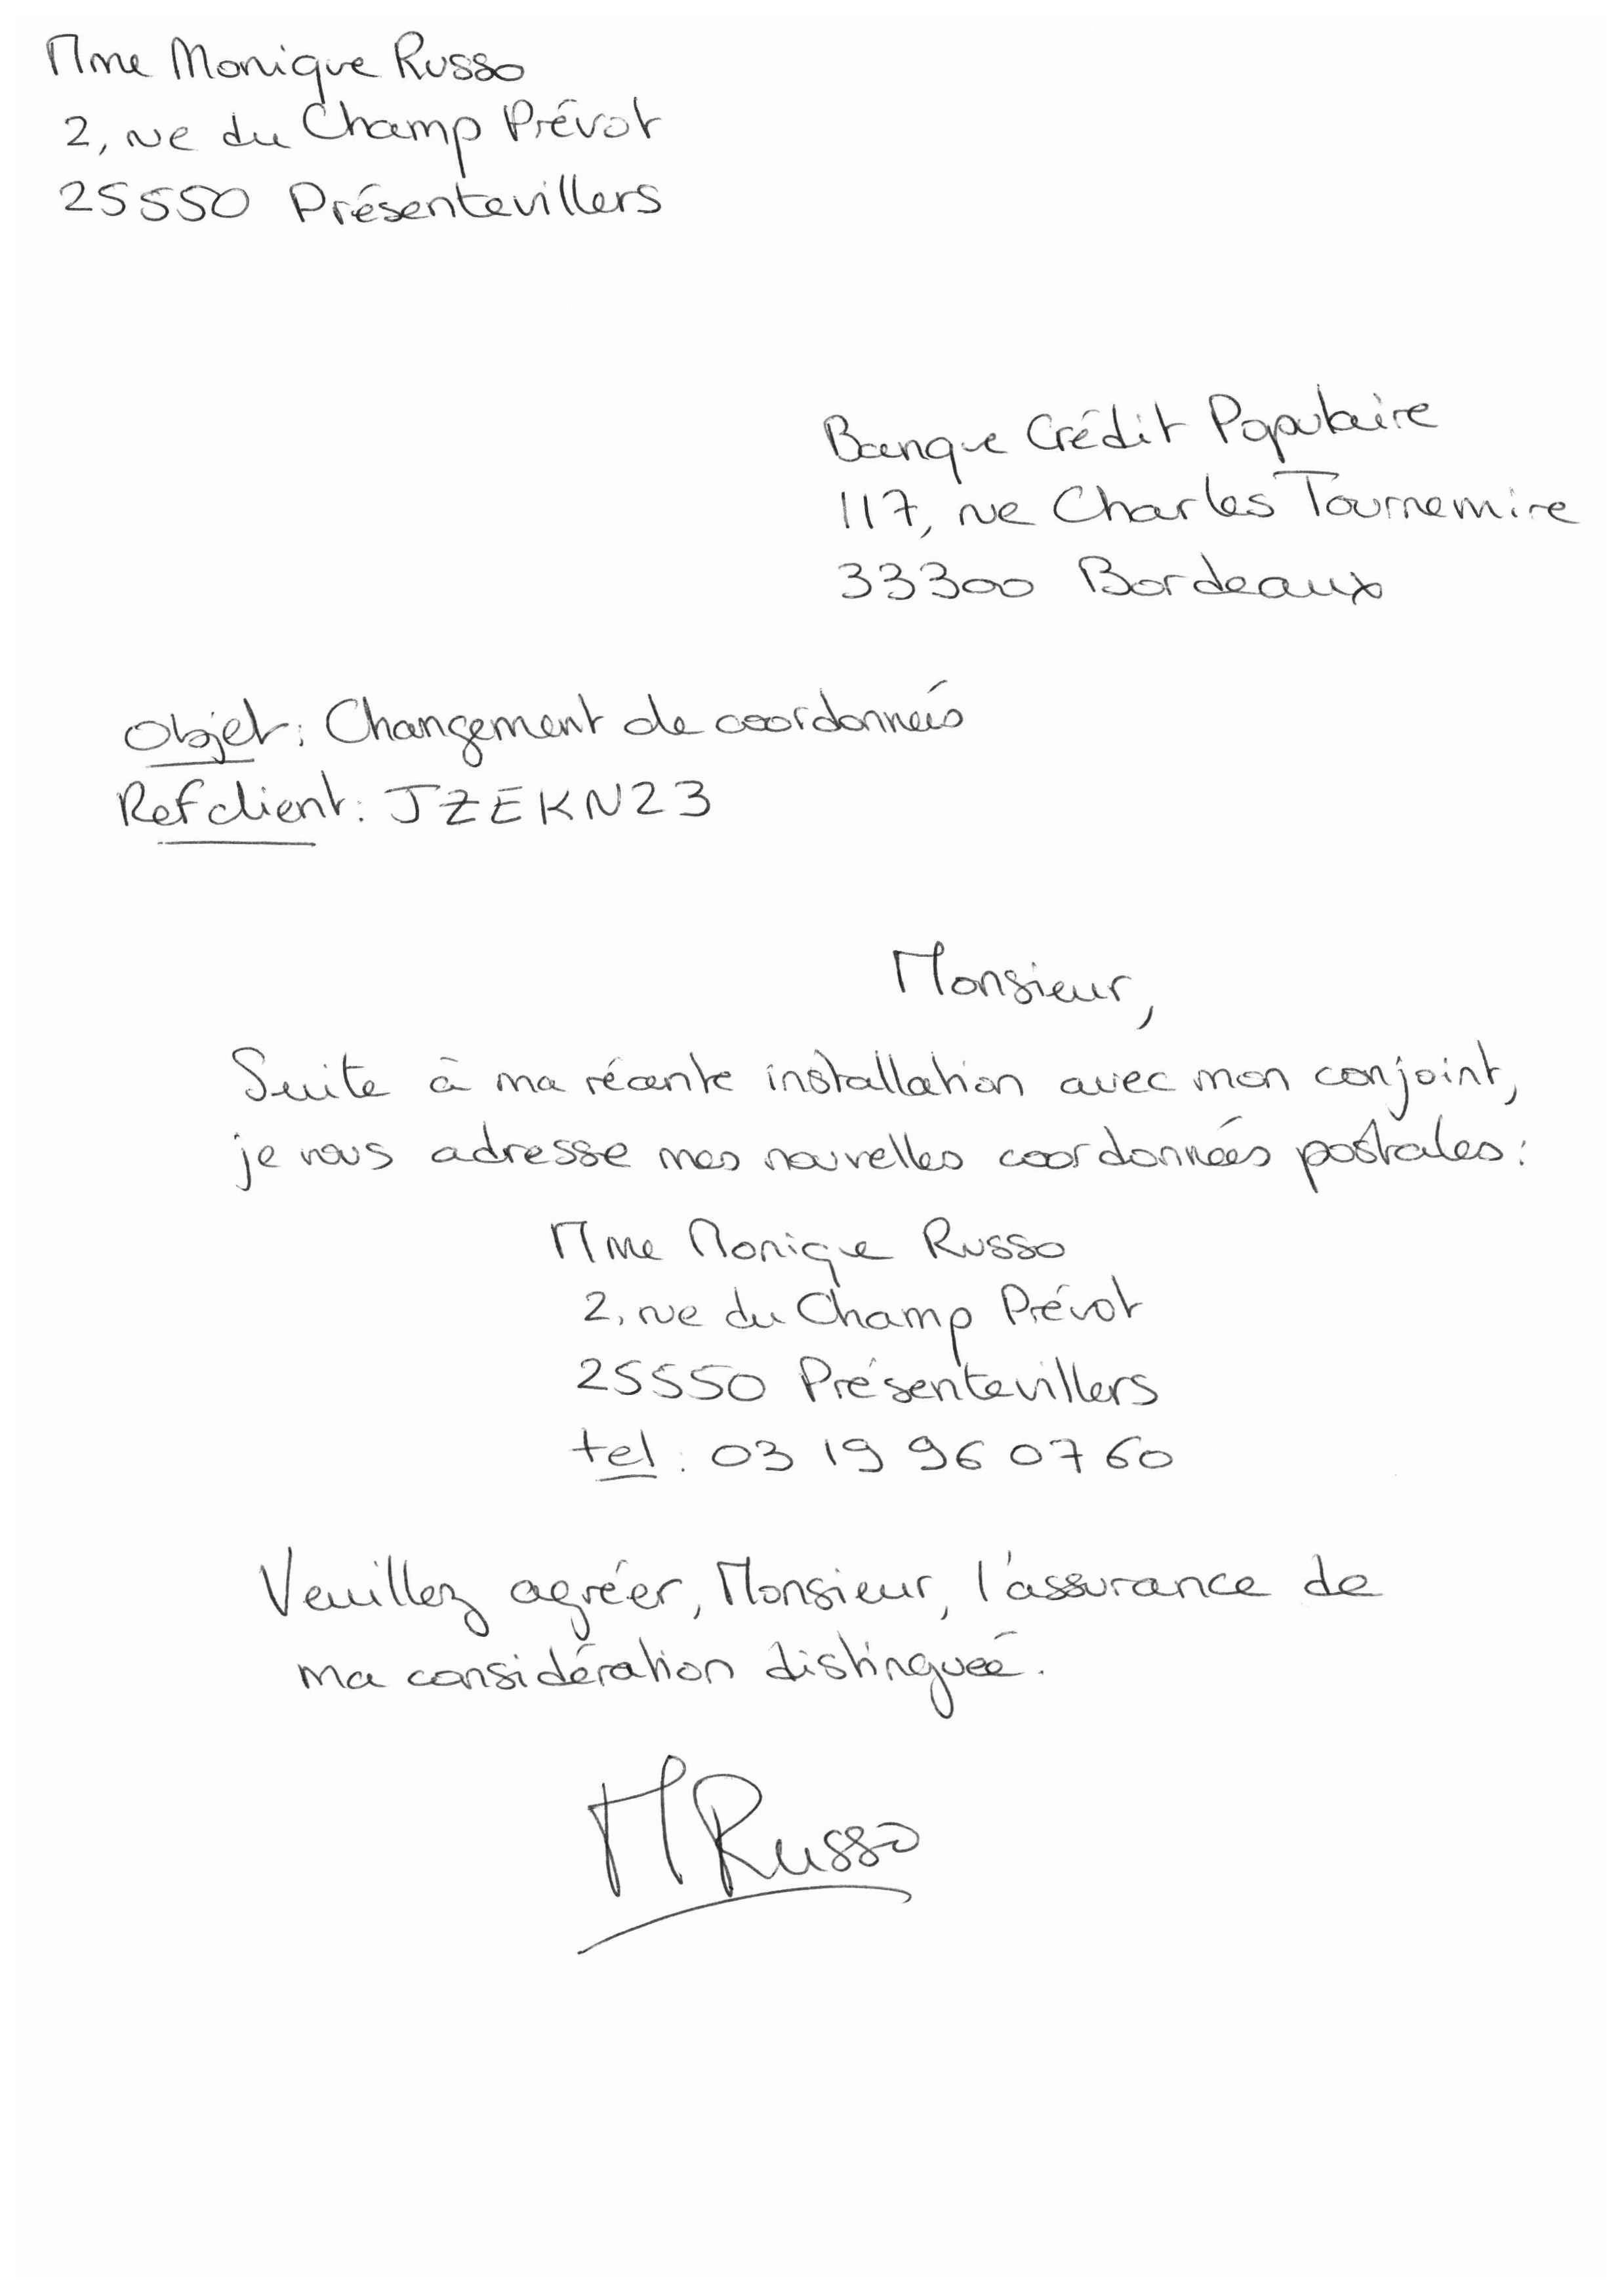 Mme Monique Russo
2, rue du Champ Prévot
25550 Présentevillers
Banque Crédit Populaire
117, rue Charles Tournemire
33300 Bordeaux
Objet : Changement de coordonnées
Ref client : JZEKN23
Monsieur,
Suite à ma récente installation avec mon conjoint,
je vous adresse mes nouvelles coordonnées postales :
Mme Monique Russo
2, rue du Champ Prévot
25550 Présentevillers
tel : 03 19 96 07 60
Veuillez agréer, Monsieur, l'assurance de
ma considération distinguée.
MRusso